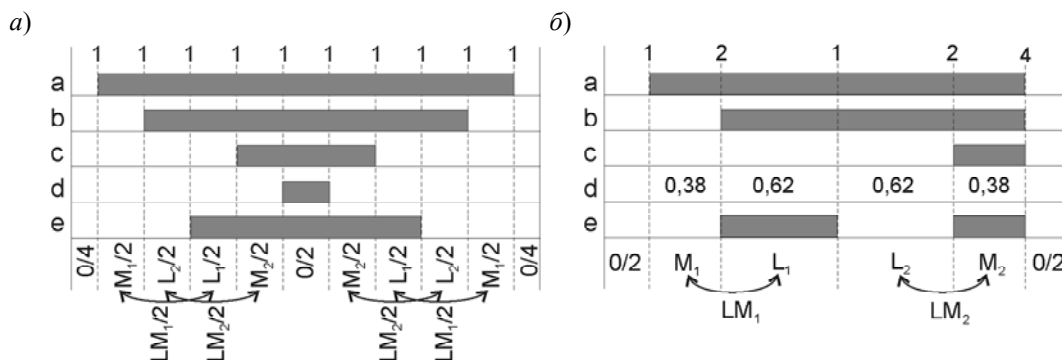 а)
1 1 1 1 1 1 1 1 1 1
a
b
c
d
e
0/4 M₁/2 L₂/2 L₁/2 M₂/2 0/2 M₂/2 L₁/2 L₂/2 M₁/2 0/4
LM₁/2 LM₂/2 LM₂/2 LM₁/2
б)
1 2 1 2 4
a
b
c
d 0,38 0,62 0,62 0,38
e
0/2 M₁ L₁ L₂ M₂ 0/2
LM₁ LM₂